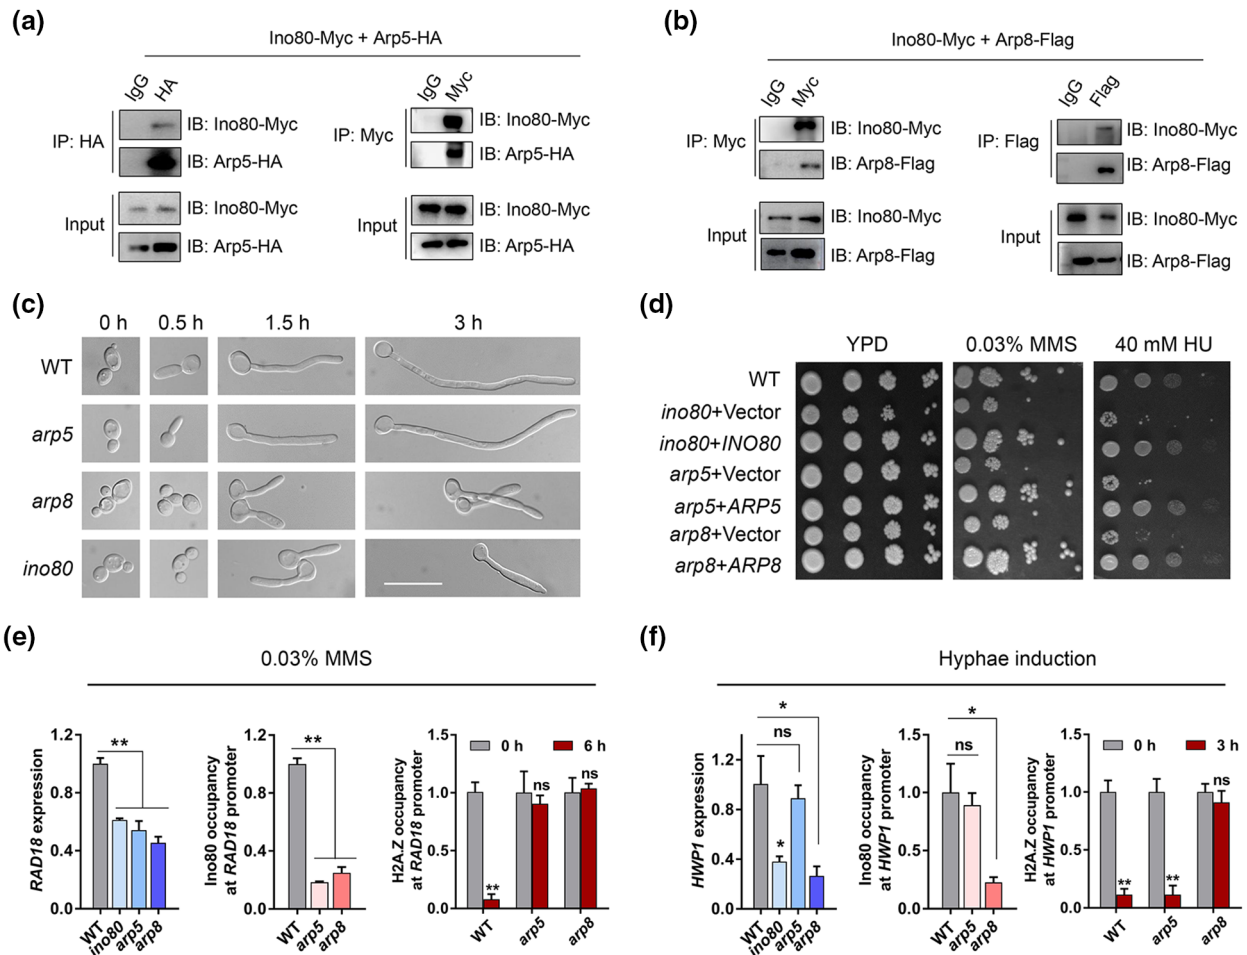 (a)
Ino80-Myc + Arp5-HA
IgG
HA
IP: HA
IB: Ino80-Myc
IB: Arp5-HA
Input
IB: Ino80-Myc
IB: Arp5-HA
IgG
Myc
IP: Myc
IB: Ino80-Myc
IB: Arp5-HA
Input
IB: Ino80-Myc
IB: Arp5-HA
(b)
Ino80-Myc + Arp8-Flag
IgG
Myc
IP: Myc
IB: Ino80-Myc
IB: Arp8-Flag
Input
IB: Ino80-Myc
IB: Arp8-Flag
IgG
Flag
IP: Flag
IB: Ino80-Myc
IB: Arp8-Flag
Input
IB: Ino80-Myc
IB: Arp8-Flag
(c)
0 h 0.5 h 1.5 h 3 h
WT
arp5
arp8
ino80
(d)
YPD 0.03% MMS 40 mM HU
WT
ino80+Vector
ino80+INO80
arp5+Vector
arp5+ARP5
arp8+Vector
arp8+ARP8
(e)
0.03% MMS
RAD18 expression
1.2
0.8
0.4
0.0
**
WT ino80 arp5 arp8
Ino80 occupancy
at RAD18 promoter
1.2
0.9
0.6
0.3
0.0
**
WT arp5 arp8
H2A.Z occupancy
at RAD18 promoter
1.5
1.0
0.5
0.0
0 h 6 h
** ns ns
WT arp5 arp8
(f)
Hyphae induction
HWP1 expression
1.2
0.8
0.4
0.0
*
ns
*
WT ino80 arp5 arp8
Ino80 occupancy
at HWP1 promoter
1.5
1.0
0.5
0.0
*
ns
WT arp5 arp8
H2A.Z occupancy
at HWP1 promoter
1.5
1.0
0.5
0.0
0 h 3 h
** ** ns
WT arp5 arp8